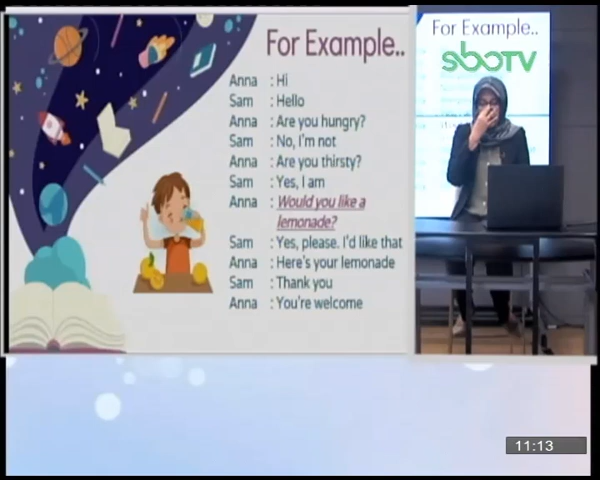 For Example..
Anna : Hi
Sam : Hello
Anna : Are you hungry?
Sam : No, I'm not
Anna : Are you thirsty?
Sam : Yes, I am
Anna : Would you like a
lemonade?
Sam : Yes, please. I'd like that
Anna : Here's your lemonade
Sam : Thank you
Anna : You're welcome
For Example..
sboTV
11:13